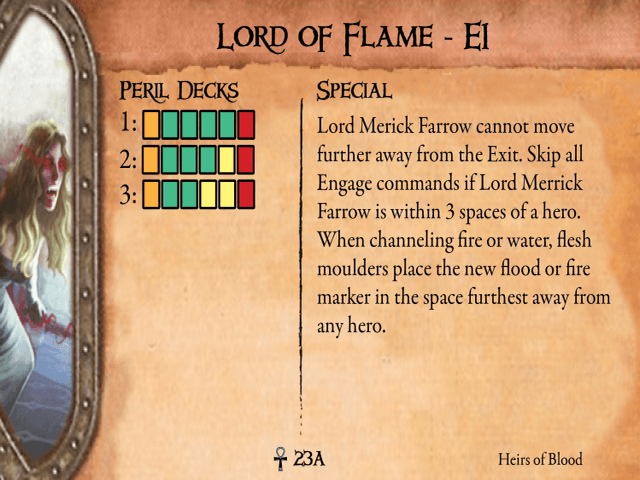 Lord of Flame - E1
Peril Decks
1:
2:
3:
Special
Lord Merick Farrow cannot move
further away from the Exit. Skip all
Engage commands if Lord Merrick
Farrow is within 3 spaces of a hero.
When channeling fire or water, flesh
moulders place the new flood or fire
marker in the space furthest away from
any hero.
23A
Heirs of Blood